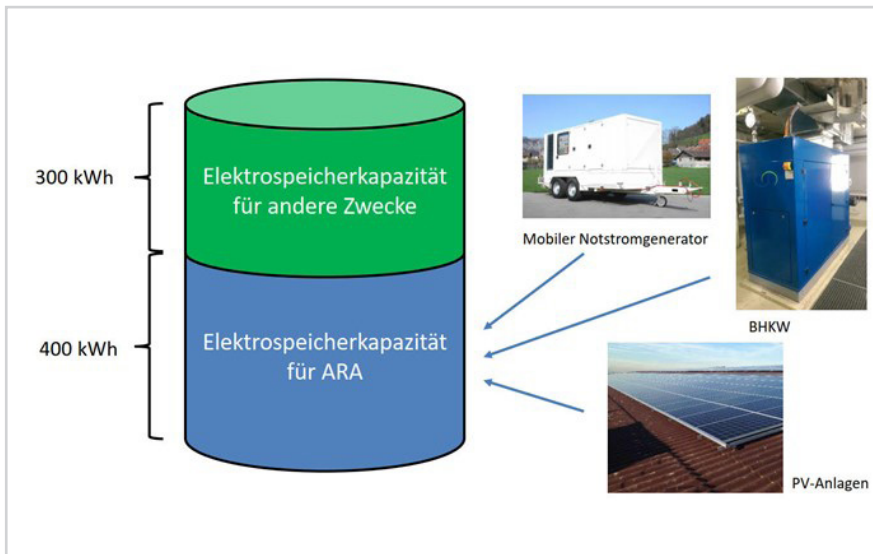 300 kWh
Elektrospeicherkapazität
für andere Zwecke
Mobiler Notstromgenerator
BHKW
400 kWh
Elektrospeicherkapazität
für ARA
PV-Anlagen